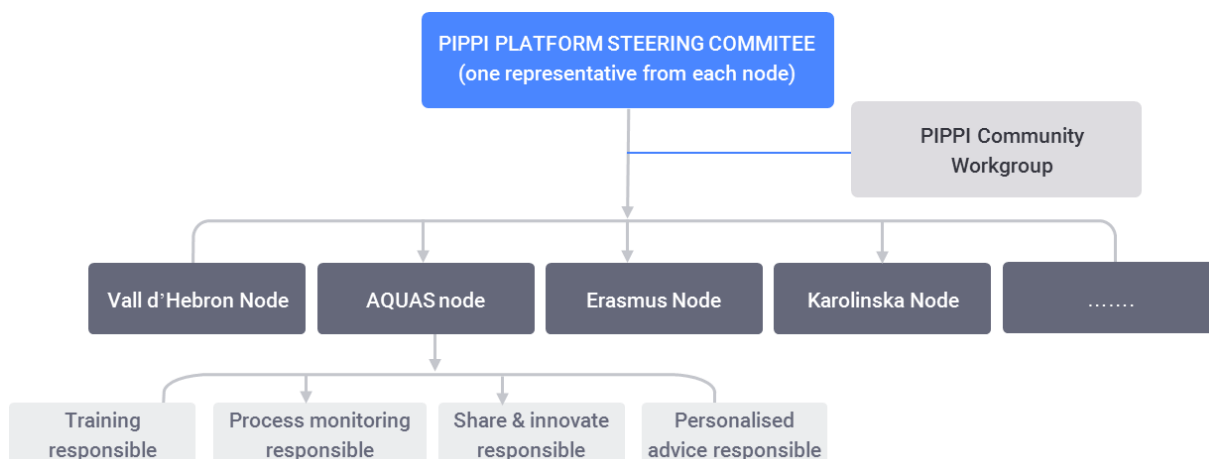 PIPPI PLATFORM STEERING COMMITEE
(one representative from each node)
PIPPI Community
Workgroup
Vall d’Hebron Node
AQUAS node
Erasmus Node
Karolinska Node
.......
Training
responsible
Process monitoring
responsible
Share & innovate
responsible
Personalised
advice responsible